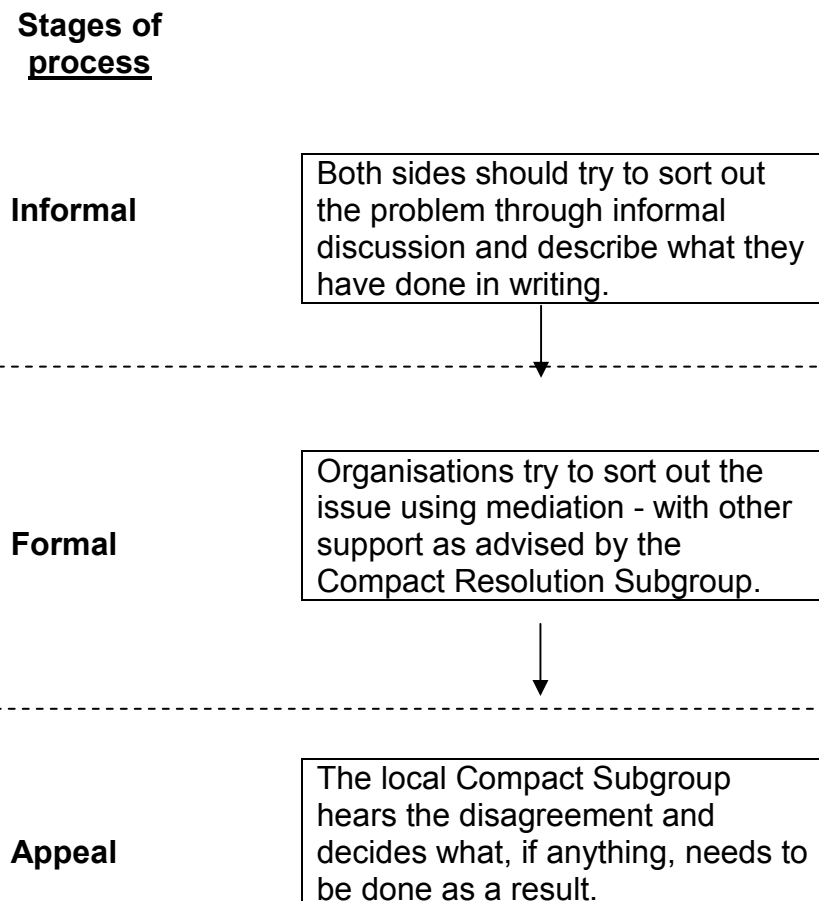 Stages of
process
Informal
Both sides should try to sort out
the problem through informal
discussion and describe what they
have done in writing.
Formal
Organisations try to sort out the
issue using mediation - with other
support as advised by the
Compact Resolution Subgroup.
Appeal
The local Compact Subgroup
hears the disagreement and
decides what, if anything, needs to
be done as a result.